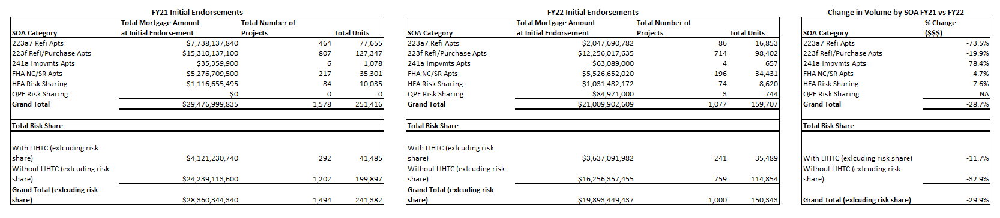 FY21 Initial Endorsements
Total Mortgage Amount Total Number of
SOA Category at Initial Endorsement Projects Total Units
223a7 Refi Apts $7,738,137,840 464 77,655
223f Refi/Purchase Apts $15,310,137,100 807 127,347
241a Impvmts Apts $35,359,900 6 1,078
FHA NC/SR Apts $5,276,709,500 217 35,301
HFA Risk Sharing $1,116,655,495 84 10,035
QPE Risk Sharing $0 0 0
Grand Total $29,476,999,835 1,578 251,416
Total Risk Share
With LIHTC (exlcuding risk
share) $4,121,230,740 292 41,485
Without LIHTC (exlcuding risk
share) $24,239,113,600 1,202 199,897
Grand Total (exlcuding risk
share) $28,360,344,340 1,494 241,382
FY22 Initial Endorsements
Total Mortgage Amount Total Number of
SOA Category at Initial Endorsement Projects Total Units
223a7 Refi Apts $2,047,690,782 86 16,853
223f Refi/Purchase Apts $12,256,017,635 714 98,402
241a Impvmts Apts $63,089,000 4 657
FHA NC/SR Apts $5,526,652,020 196 34,431
HFA Risk Sharing $1,031,482,172 74 8,620
QPE Risk Sharing $84,971,000 3 744
Grand Total $21,009,902,609 1,077 159,707
Total Risk Share
With LIHTC (exlcuding risk
share) $3,637,091,982 241 35,489
Without LIHTC (exlcuding risk
share) $16,256,357,455 759 114,854
Grand Total (exlcuding risk
share) $19,893,449,437 1,000 150,343
Change in Volume by SOA FY21 vs FY22
% Change
SOA Category ($$$)
223a7 Refi Apts -73.5%
223f Refi/Purchase Apts -19.9%
241a Impvmts Apts 78.4%
FHA NC/SR Apts 4.7%
HFA Risk Sharing -7.6%
QPE Risk Sharing NA
Grand Total -28.7%
Total Risk Share
With LIHTC (exlcuding risk share) -11.7%
Without LIHTC (exlcuding risk
share) -32.9%
Grand Total (exlcuding risk share) -29.9%